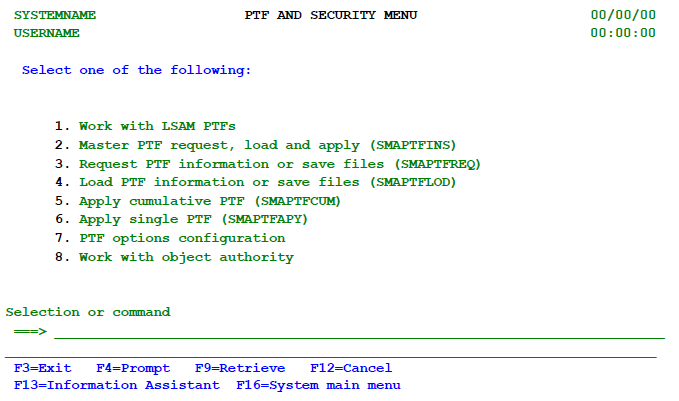 SYSTEMNAME PTF AND SECURITY MENU 00/00/00
USERNAME 00:00:00
Select one of the following:
1. Work with LSAM PTFs
2. Master PTF request, load and apply (SMAPTFINS)
3. Request PTF information or save files (SMAPTFREQ)
4. Load PTF information or save files (SMAPTFLOD)
5. Apply cumulative PTF (SMAPTFCUM)
6. Apply single PTF (SMAPTFAPY)
7. PTF options configuration
8. Work with object authority
Selection or command
===>
F3=Exit F4=Prompt F9=Retrieve F12=Cancel
F13=Information Assistant F16=System main menu